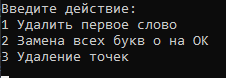 Введите действие:
1 Удалить первое слово
2 Замена всех букв о на ОК
3 Удаление точек